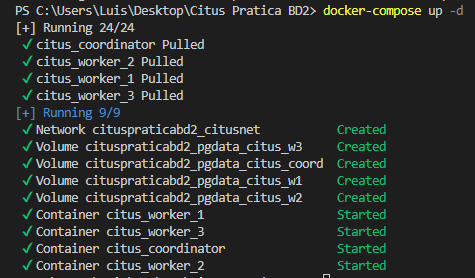 PS C:\Users\Luis\Desktop\Citus Pratica BD2> docker-compose up -d
[+] Running 24/24
✓ citus_coordinator Pulled
✓ citus_worker_2 Pulled
✓ citus_worker_1 Pulled
✓ citus_worker_3 Pulled
[+] Running 9/9
✓ Network cituspraticabd2_citusnet Created
✓ Volume cituspraticabd2_pgdata_citus_w3 Created
✓ Volume cituspraticabd2_pgdata_citus_coord Created
✓ Volume cituspraticabd2_pgdata_citus_w1 Created
✓ Volume cituspraticabd2_pgdata_citus_w2 Created
✓ Container citus_worker_1 Started
✓ Container citus_worker_3 Started
✓ Container citus_coordinator Started
✓ Container citus_worker_2 Started